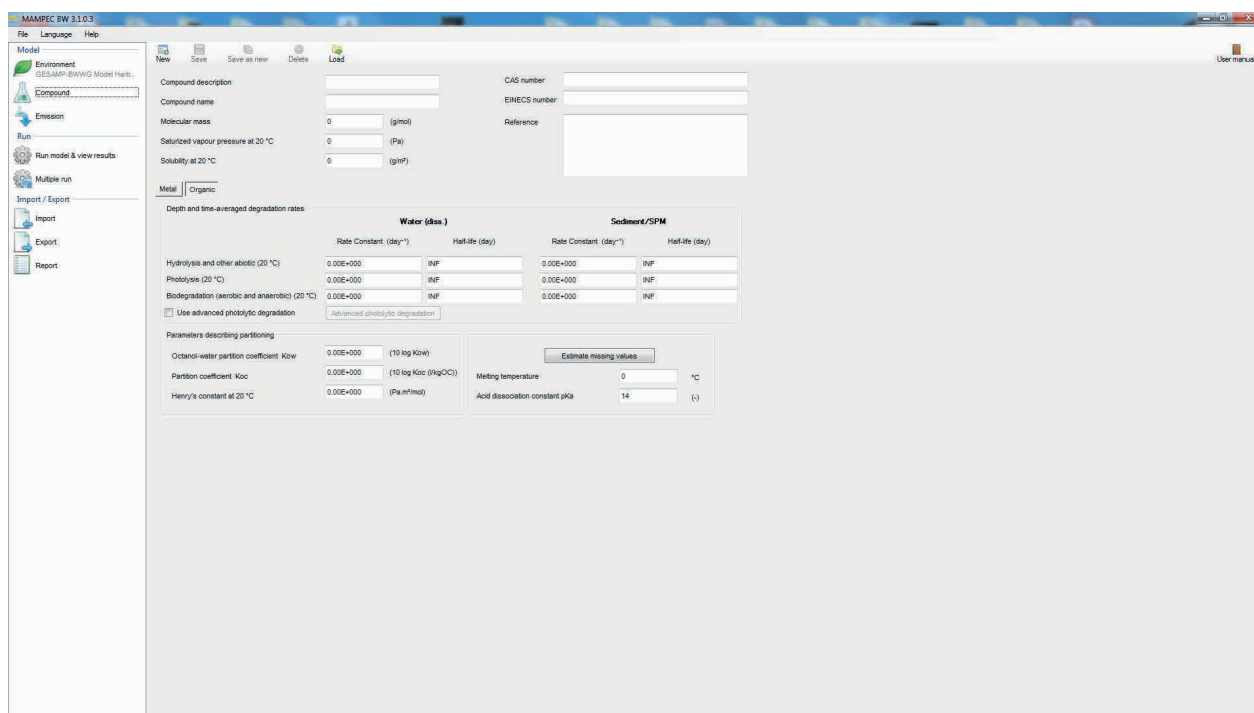 MAMPEC BW 3.1.0.3
File Language Help
Model
Environment
GESAMP-BWWG Model Harb..
Compound
Emission
Run
Run model & view results
Multiple run
Import / Export
Import
Export
Report
New Save Save as new Delete Load
User manual
Compound description
Compound name
Molecular mass 0 (g/mol)
Saturized vapour pressure at 20 °C 0 (Pa)
Solubility at 20 °C 0 (g/m³)
CAS number
EINECS number
Reference
Metal Organic
Depth and time-averaged degradation rates
Water (diss.) Sediment/SPM
Rate Constant (day⁻¹) Half-life (day) Rate Constant (day⁻¹) Half-life (day)
Hydrolysis and other abiotic (20 °C) 0.00E+000 INF 0.00E+000 INF
Photolysis (20 °C) 0.00E+000 INF 0.00E+000 INF
Biodegradation (aerobic and anaerobic) (20 °C) 0.00E+000 INF 0.00E+000 INF
Use advanced photolytic degradation Advanced photolytic degradation
Parameters describing partitioning
Octanol-water partition coefficient Kow 0.00E+000 (10 log Kow)
Partition coefficient Koc 0.00E+000 (10 log Koc (l/kgOC))
Henry's constant at 20 °C 0.00E+000 (Pa.m³/mol)
Estimate missing values
Melting temperature 0 °C
Acid dissociation constant pKa 14 (-)